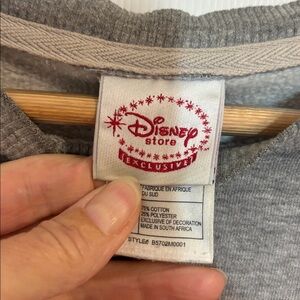 Disney
store
EXCLUSIVE
FABRIQUE EN AFRIQUE
DU SUD
75% COTTON
25% POLYESTER
EXCLUSIVE OF DECORATION
MADE IN SOUTH AFRICA
STYLE# B5702M0001